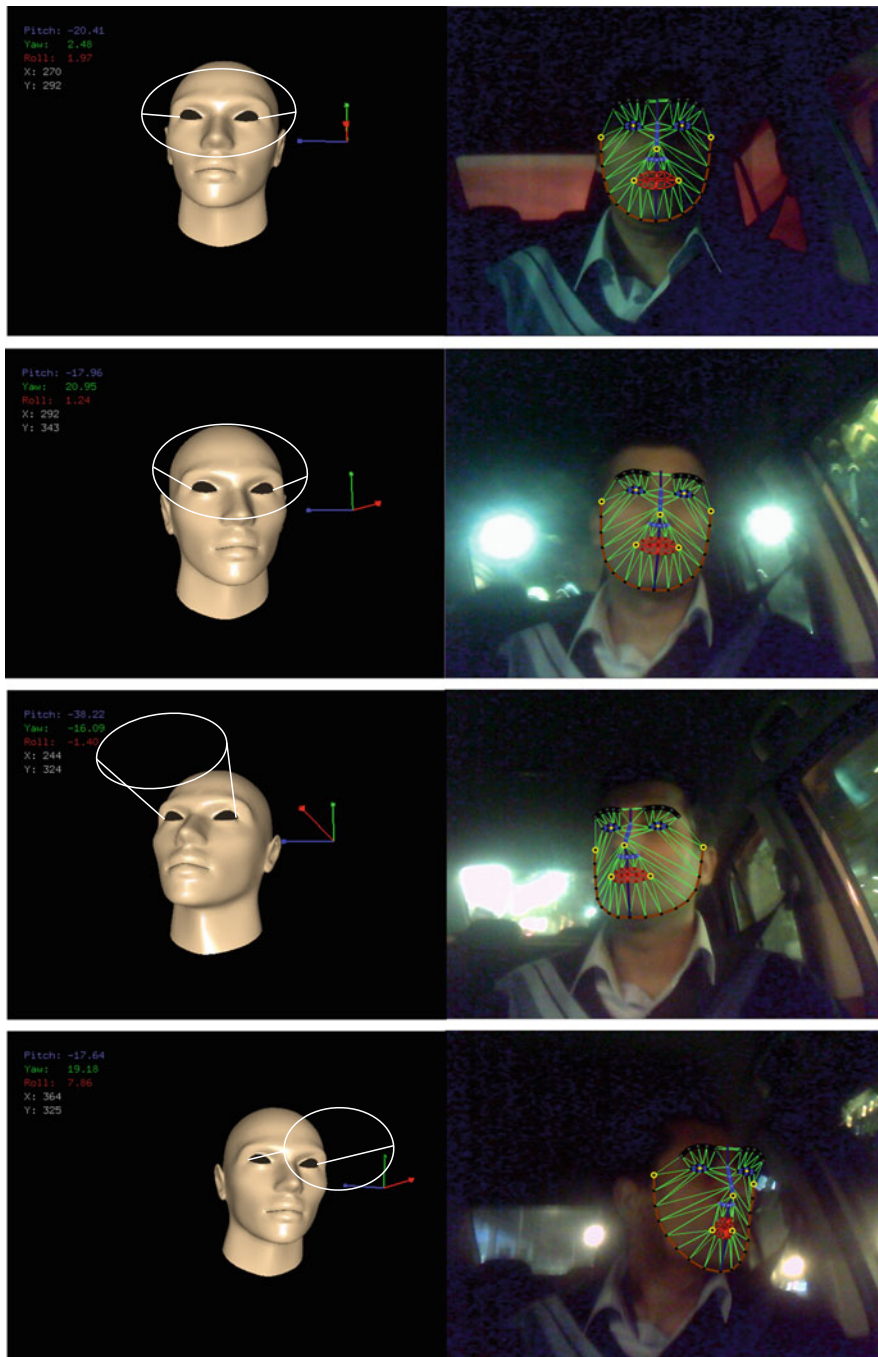 Pitch: -20.41
Yaw: 2.48
Roll: 1.97
X: 270
Y: 292
Pitch: -17.96
Yaw: 20.95
Roll: 1.24
X: 292
Y: 343
Pitch: -38.22
Yaw: -16.09
Roll: -1.40
X: 244
Y: 324
Pitch: -17.64
Yaw: 19.18
Roll: 7.86
X: 364
Y: 325